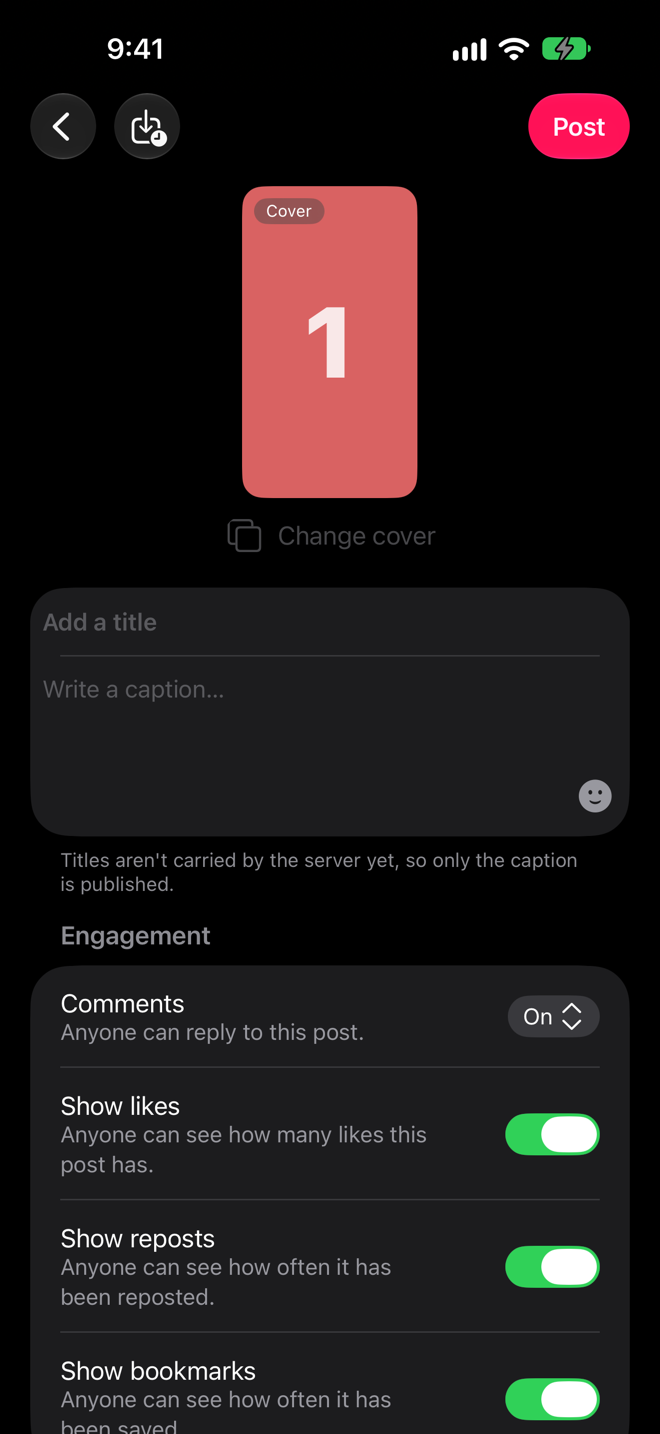 9:41
Post
Cover
1
Change cover
Add a title
Write a caption...
Titles aren't carried by the server yet, so only the caption
is published.
Engagement
Comments
Anyone can reply to this post.
On
Show likes
Anyone can see how many likes this
post has.
Show reposts
Anyone can see how often it has
been reposted.
Show bookmarks
Anyone can see how often it has
been saved